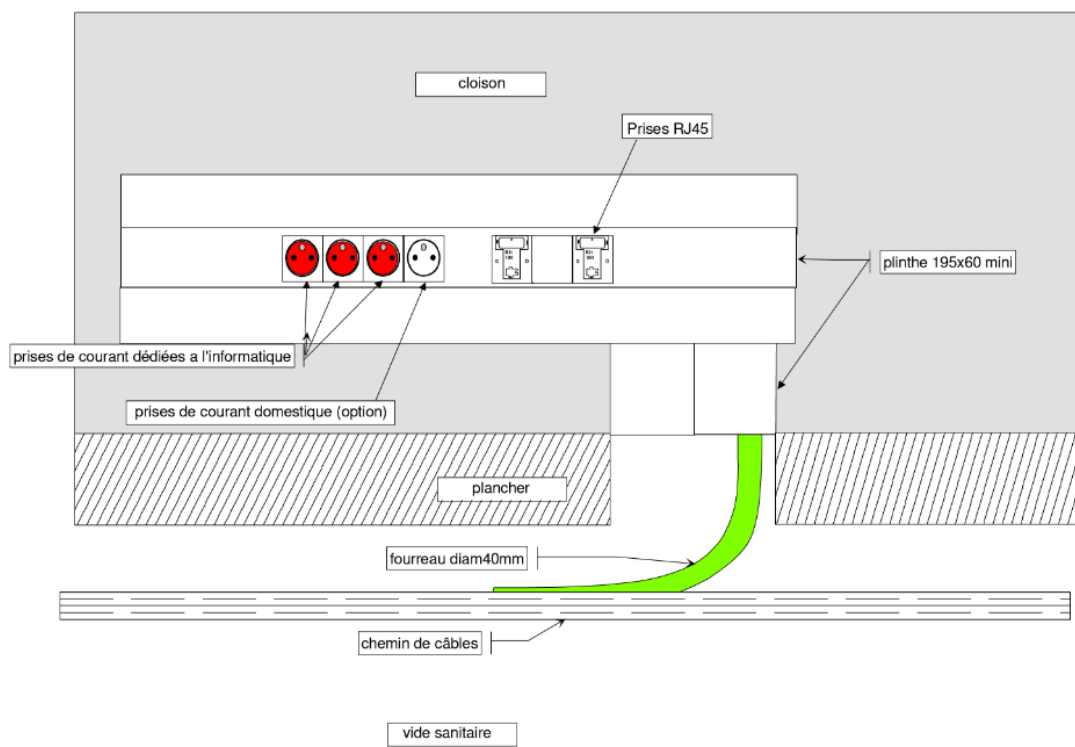 cloison
Prises RJ45
plinthe 195x60 mini
prises de courant dédiées a l'informatique
prises de courant domestique (option)
plancher
fourreau diam40mm
chemin de câbles
vide sanitaire